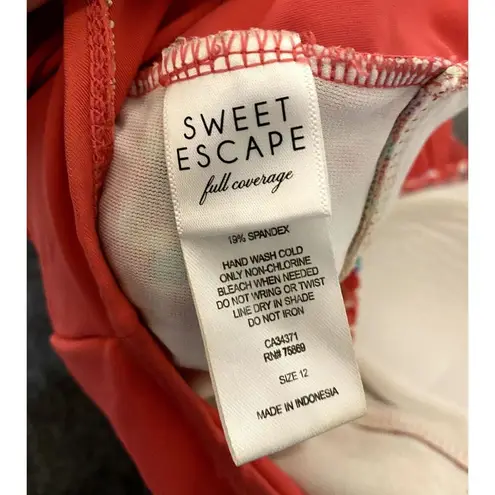 SWEET
ESCAPE
full coverage
19% SPANDEX
HAND WASH COLD
ONLY NON-CHLORINE
BLEACH WHEN NEEDED
DO NOT WRING OR TWIST
LINE DRY IN SHADE
DO NOT IRON
CA34371
RN# 75869
SIZE 12
MADE IN INDONESIA